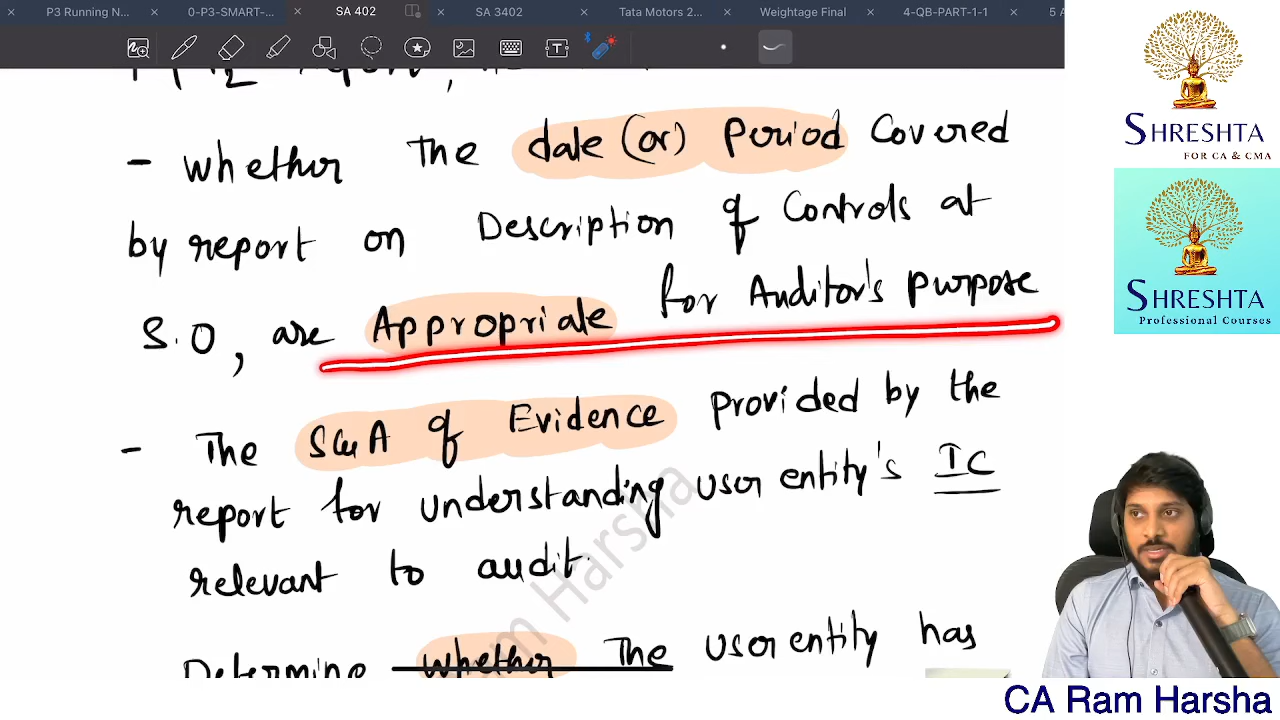 P3 Running N... × 0-P3-SMART-... × SA 402 × SA 3402 × Tata Motors 2... × Weightage Final × 4-QB-PART-1-1 × 5
report,
- whether the date (or) Period Covered
by report on Description of Controls at
S.O, are Appropriate for Auditor's purpose
- The S&A of Evidence provided by the
report for understanding user entity's IC
relevant to audit.
Determine whether the user entity has
m Harsha
SHRESHTA
FOR CA & CMA
SHRESHTA
Professional Courses
CA Ram Harsha